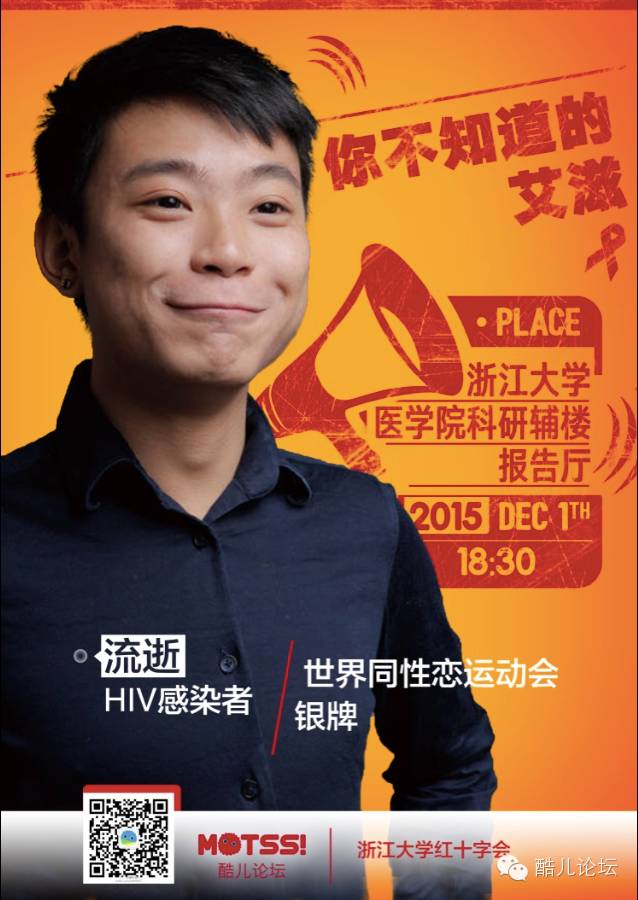 你不知道的
艾滋
· PLACE
浙江大学
医学院科研辅楼
报告厅
2015 DEC 1TH
18:30
流逝
HIV感染者
世界同性恋运动会
银牌
MOTSS!
酷儿论坛
浙江大学红十字会
酷儿论坛